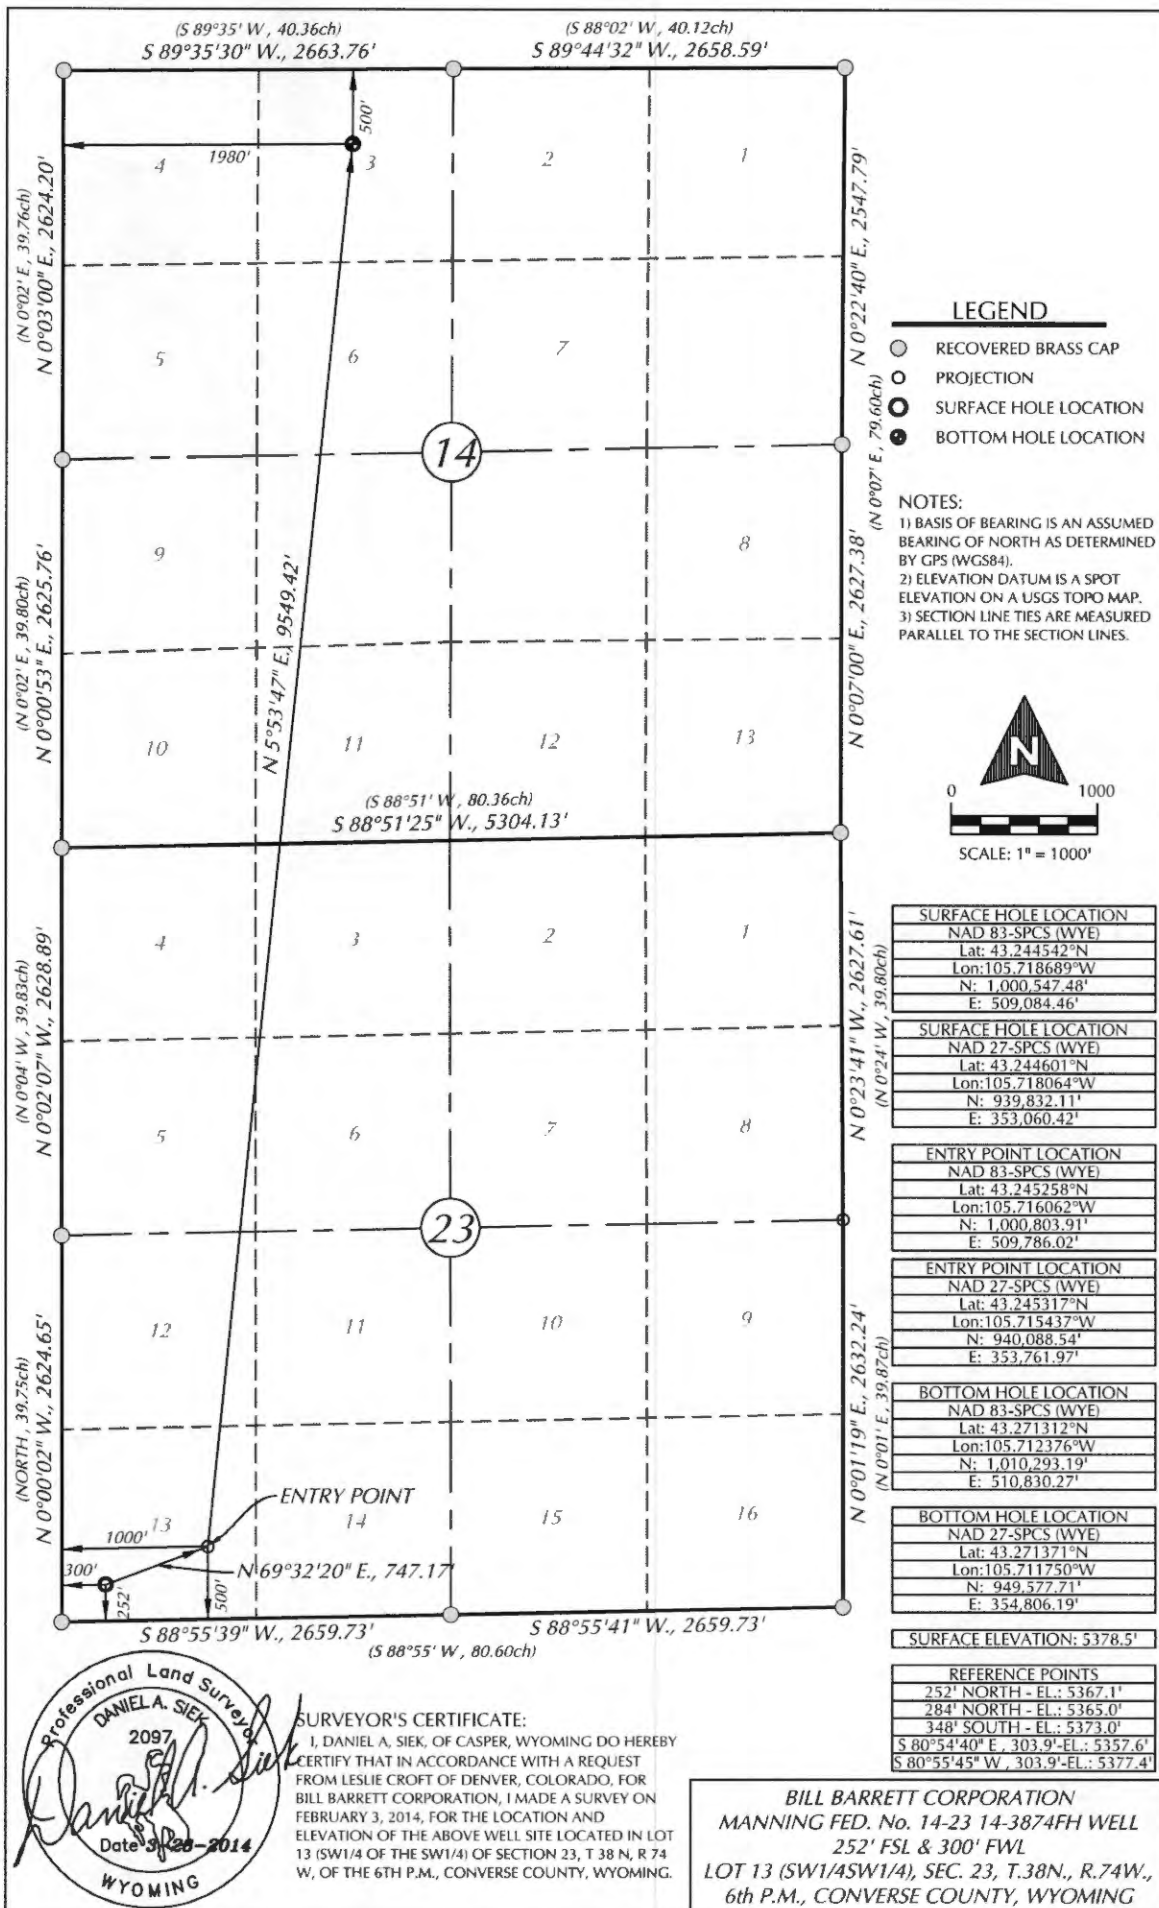 (S 89°35' W , 40.36ch)
S 89°35'30" W., 2663.76'
(S 88°02' W , 40.12ch)
S 89°44'32" W., 2658.59'
500'
1980'
4
3
2
1
(N 0°02' E , 39.76ch)
N 0°03'00" E., 2624.20'
N 0°22'40" E., 2547.79'
5
6
7
14
(N 0°07' E , 79.60ch)
9
8
(N 0°02' E , 39.80ch)
N 0°00'53" E., 2625.76'
N 5°53'47" E., 9549.42'
N 0°07'00" E., 2627.38'
10
11
12
13
(S 88°51' W , 80.36ch)
S 88°51'25" W., 5304.13'
4
3
2
1
(N 0°04' W , 39.83ch)
N 0°02'07" W., 2628.89'
N 0°23'41" W., 2627.61'
(N 0°24' W , 39.80ch)
5
6
7
8
23
12
11
10
9
(NORTH , 39.75ch)
N 0°00'02" W., 2624.65'
N 0°01'19" E., 2632.24'
(N 0°01' E , 39.87ch)
ENTRY POINT
13
14
15
16
1000'
300'
N 69°32'20" E., 747.17'
252'
500'
S 88°55'39" W., 2659.73'
S 88°55'41" W., 2659.73'
(S 88°55' W , 80.60ch)
LEGEND
RECOVERED BRASS CAP
PROJECTION
SURFACE HOLE LOCATION
BOTTOM HOLE LOCATION
NOTES:
1) BASIS OF BEARING IS AN ASSUMED
BEARING OF NORTH AS DETERMINED
BY GPS (WGS84).
2) ELEVATION DATUM IS A SPOT
ELEVATION ON A USGS TOPO MAP.
3) SECTION LINE TIES ARE MEASURED
PARALLEL TO THE SECTION LINES.
N
0 1000
SCALE: 1" = 1000'
SURFACE HOLE LOCATION
NAD 83-SPCS (WYE)
Lat: 43.244542°N
Lon:105.718689°W
N: 1,000,547.48'
E: 509,084.46'
SURFACE HOLE LOCATION
NAD 27-SPCS (WYE)
Lat: 43.244601°N
Lon:105.718064°W
N: 939,832.11'
E: 353,060.42'
ENTRY POINT LOCATION
NAD 83-SPCS (WYE)
Lat: 43.245258°N
Lon:105.716062°W
N: 1,000,803.91'
E: 509,786.02'
ENTRY POINT LOCATION
NAD 27-SPCS (WYE)
Lat: 43.245317°N
Lon:105.715437°W
N: 940,088.54'
E: 353,761.97'
BOTTOM HOLE LOCATION
NAD 83-SPCS (WYE)
Lat: 43.271312°N
Lon:105.712376°W
N: 1,010,293.19'
E: 510,830.27'
BOTTOM HOLE LOCATION
NAD 27-SPCS (WYE)
Lat: 43.271371°N
Lon:105.711750°W
N: 949,577.71'
E: 354,806.19'
SURFACE ELEVATION: 5378.5'
REFERENCE POINTS
252' NORTH - EL.: 5367.1'
284' NORTH - EL.: 5365.0'
348' SOUTH - EL.: 5373.0'
S 80°54'40" E , 303.9'-EL.: 5357.6'
S 80°55'45" W , 303.9'-EL.: 5377.4'
Professional Land Surveyor
DANIEL A. SIEK
2097
Daniel A. Siek
Date 3-28-2014
WYOMING
SURVEYOR'S CERTIFICATE:
I, DANIEL A, SIEK, OF CASPER, WYOMING DO HEREBY
CERTIFY THAT IN ACCORDANCE WITH A REQUEST
FROM LESLIE CROFT OF DENVER, COLORADO, FOR
BILL BARRETT CORPORATION, I MADE A SURVEY ON
FEBRUARY 3, 2014, FOR THE LOCATION AND
ELEVATION OF THE ABOVE WELL SITE LOCATED IN LOT
13 (SW1/4 OF THE SW1/4) OF SECTION 23, T 38 N, R 74
W, OF THE 6TH P.M., CONVERSE COUNTY, WYOMING.
BILL BARRETT CORPORATION
MANNING FED. No. 14-23 14-3874FH WELL
252' FSL & 300' FWL
LOT 13 (SW1/4SW1/4), SEC. 23, T.38N., R.74W.,
6th P.M., CONVERSE COUNTY, WYOMING